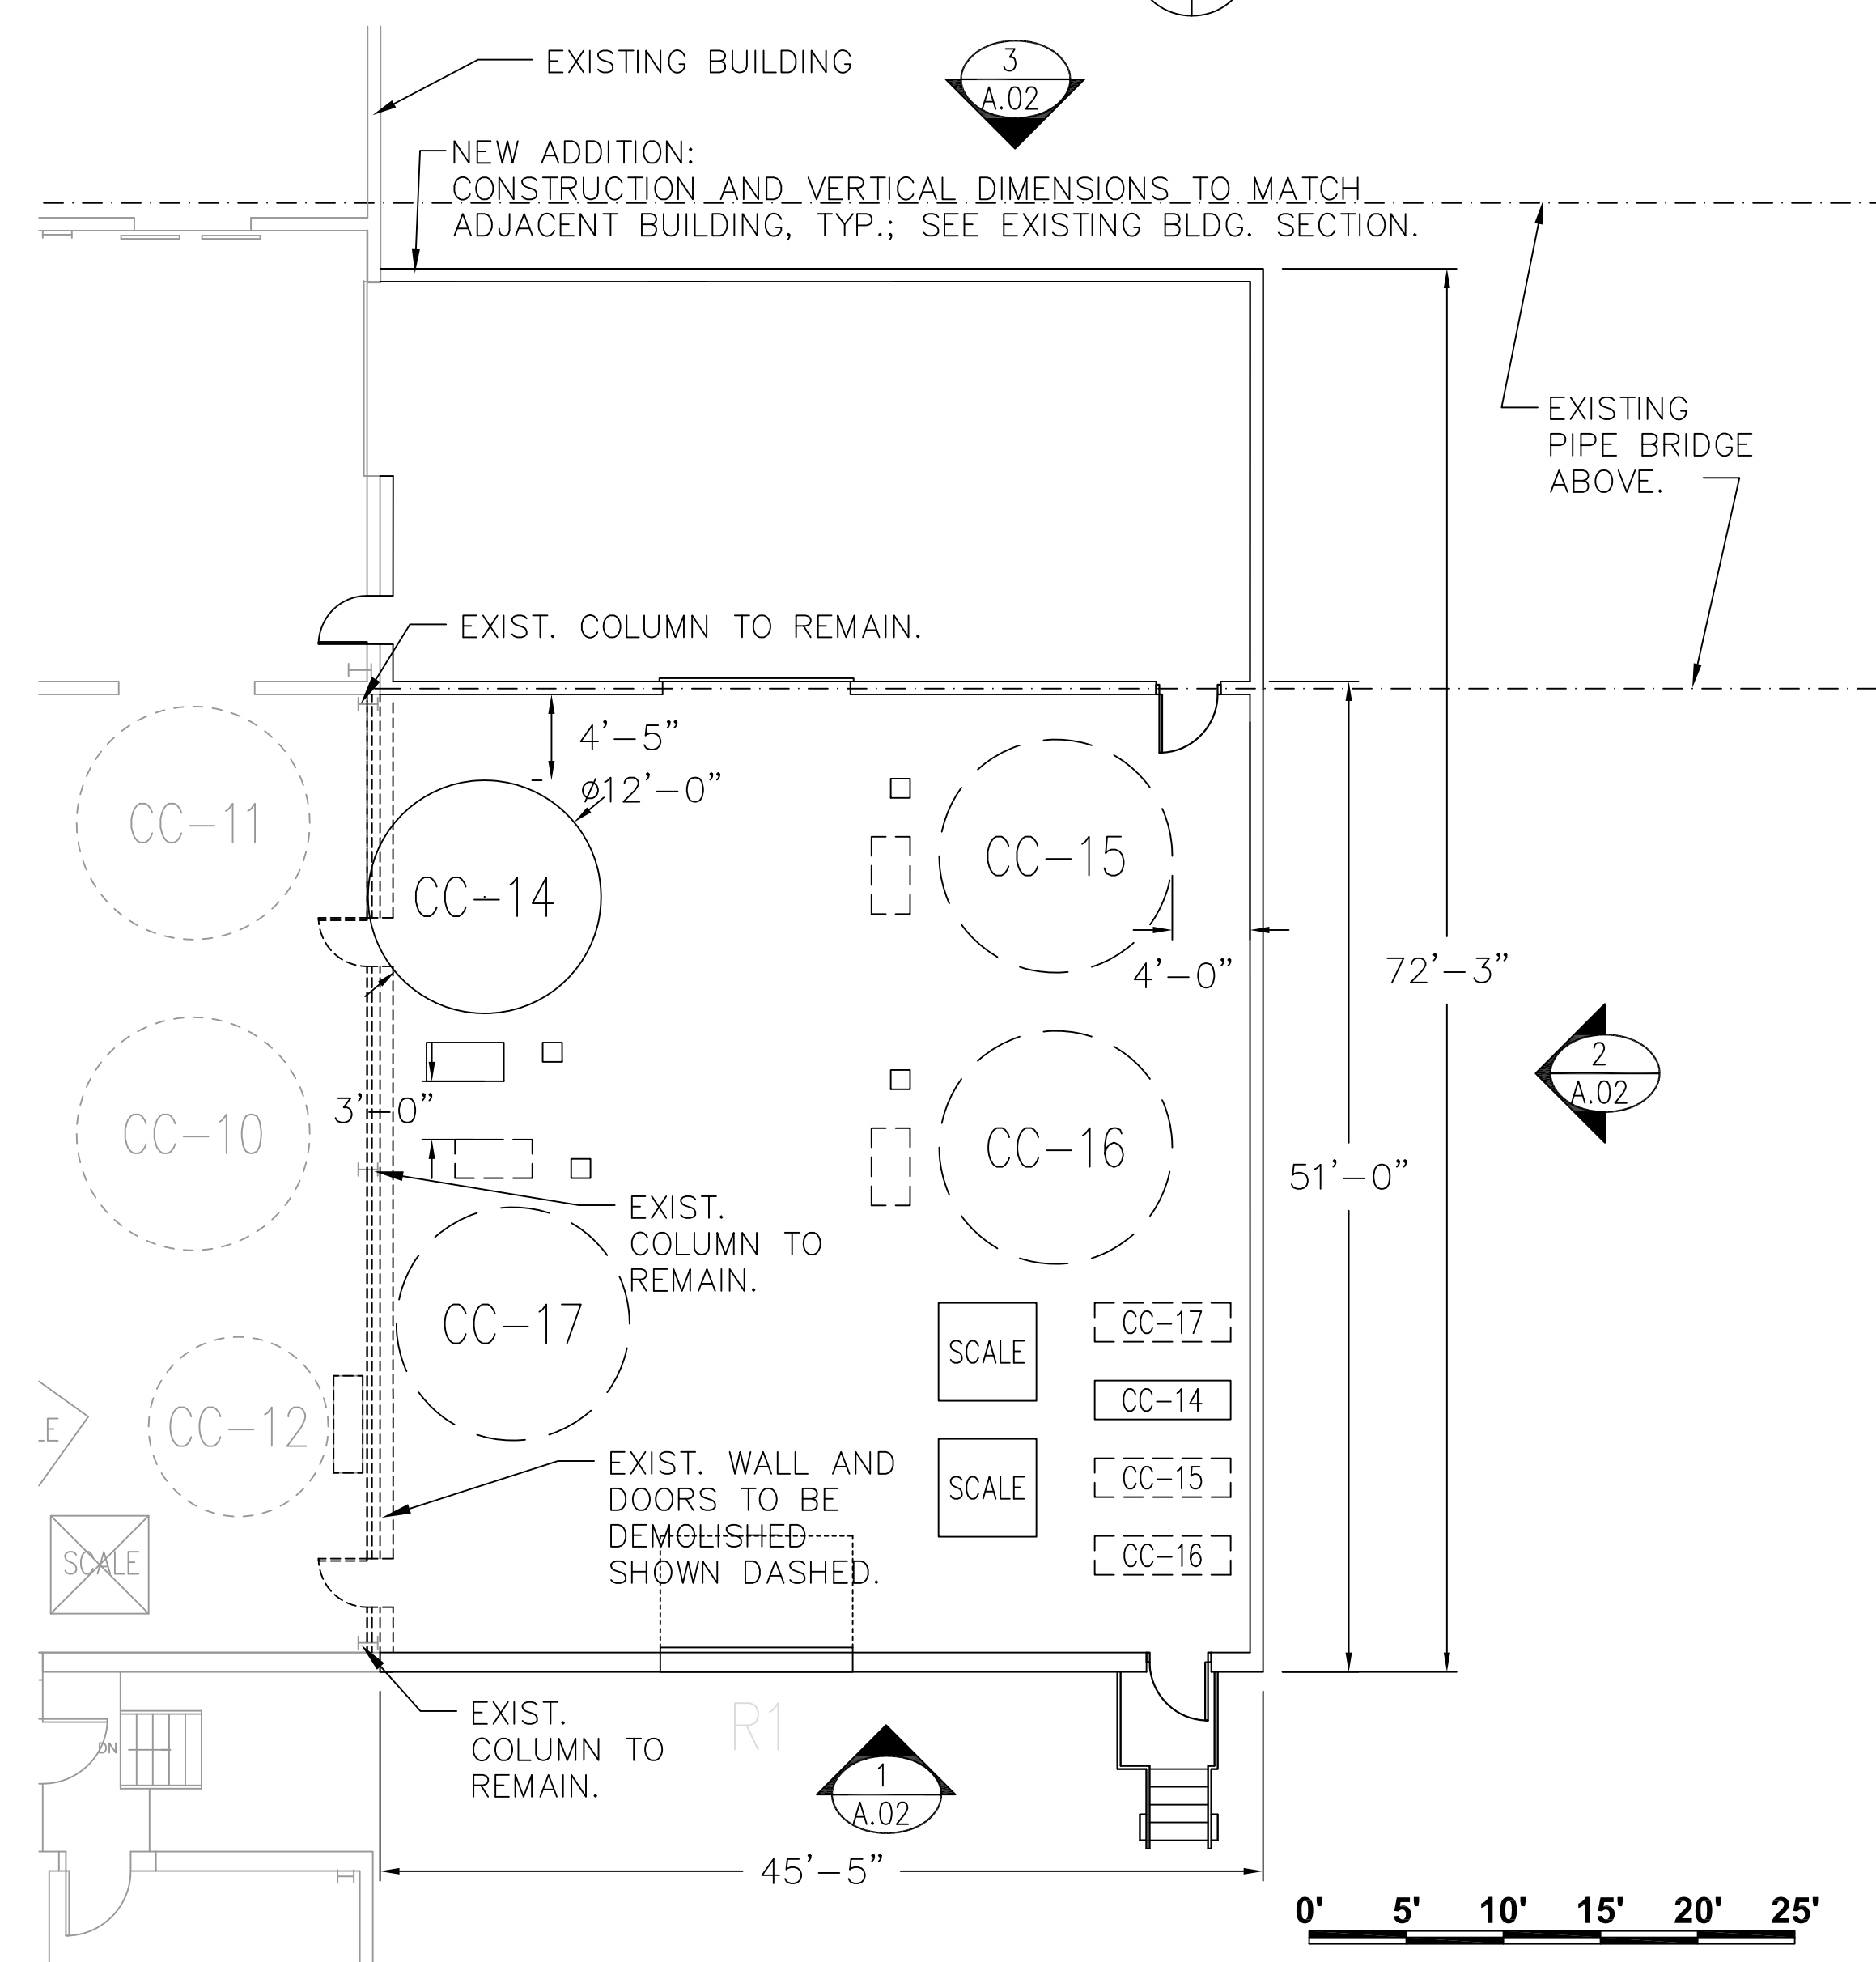 EXISTING BUILDING
3
A.02
NEW ADDITION:
CONSTRUCTION AND VERTICAL DIMENSIONS TO MATCH
ADJACENT BUILDING, TYP.; SEE EXISTING BLDG. SECTION.
EXISTING
PIPE BRIDGE
ABOVE.
EXIST. COLUMN TO REMAIN.
4'-5"
ø12'-0"
CC-11
CC-14
CC-15
4'-0"
72'-3"
2
A.02
3'-0"
CC-10
CC-16
51'-0"
EXIST.
COLUMN TO
REMAIN.
CC-17
CC-17
SCALE
CC-14
CC-12
E
EXIST. WALL AND
DOORS TO BE
DEMOLISHED
SHOWN DASHED.
SCALE
CC-15
CC-16
SCALE
EXIST.
COLUMN TO
REMAIN.
R1
DN
1
A.02
45'-5"
0' 5' 10' 15' 20' 25'